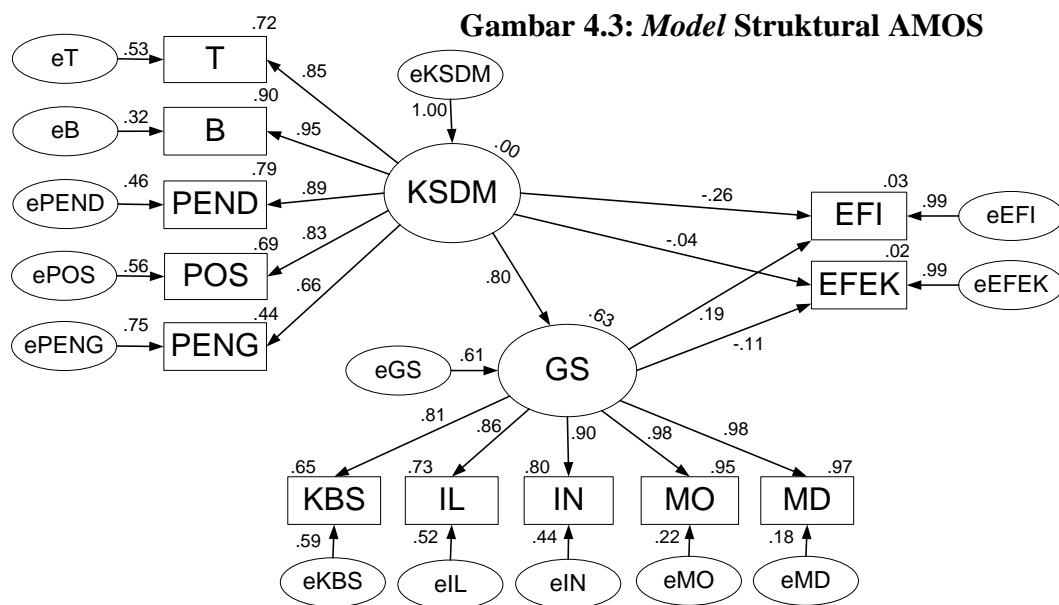 Gambar 4.3: Model Struktural AMOS
eT
.53
T
.72
.85
eKSDM
1.00
eB
.32
B
.90
.95
.00
KSDM
ePEND
.46
PEND
.79
.89
-.26
EFI
.03
.99
eEFI
ePOS
.56
POS
.69
.83
-.04
EFEK
.02
.99
eEFEK
.66
.80
ePENG
.75
PENG
.44
.19
-.11
.63
GS
.61
eGS
.81
.86
.90
.98
.98
.65
KBS
.73
IL
.80
IN
.95
MO
.97
MD
.59
.52
.44
.22
.18
eKBS
eIL
eIN
eMO
eMD